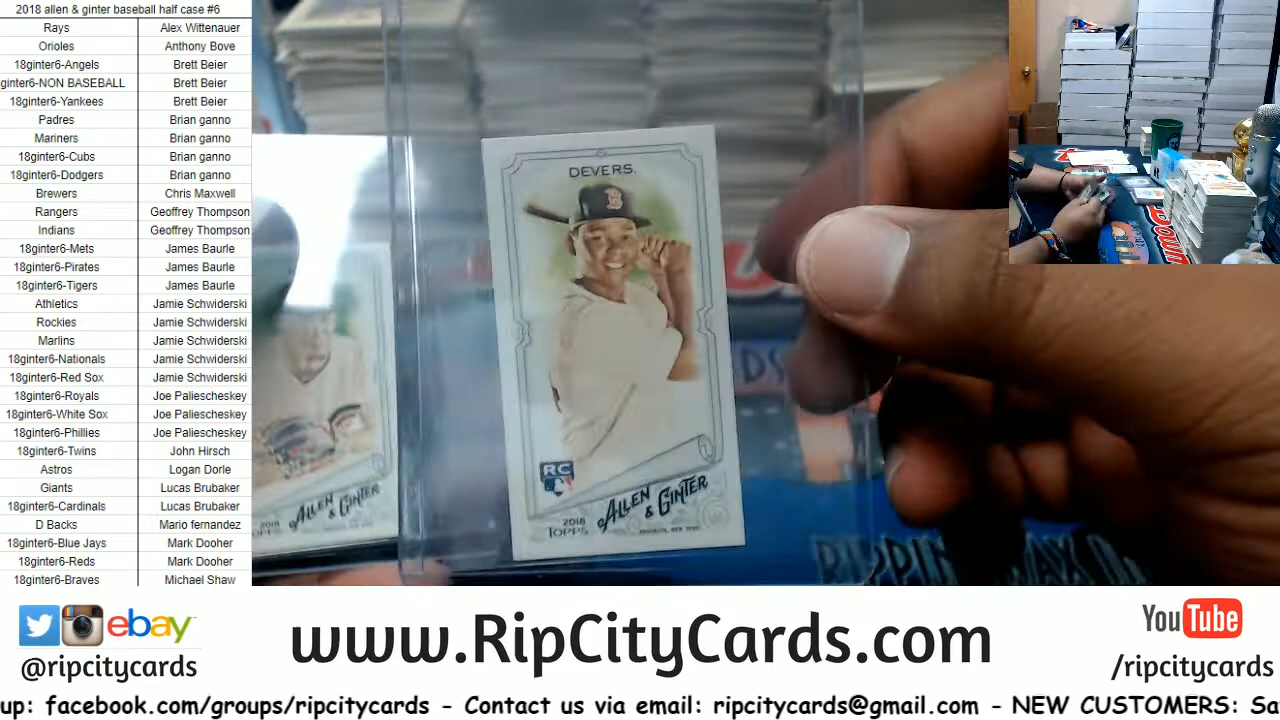 2018 allen & ginter baseball half case #6
Rays Alex Wittenauer
Orioles Anthony Bove
18ginter6-Angels Brett Beier
ginter6-NON BASEBALL Brett Beier
18ginter6-Yankees Brett Beier
Padres Brian ganno
Mariners Brian ganno
18ginter6-Cubs Brian ganno
18ginter6-Dodgers Brian ganno
Brewers Chris Maxwell
Rangers Geoffrey Thompson
Indians Geoffrey Thompson
18ginter6-Mets James Baurle
18ginter6-Pirates James Baurle
18ginter6-Tigers James Baurle
Athletics Jamie Schwiderski
Rockies Jamie Schwiderski
Marlins Jamie Schwiderski
18ginter6-Nationals Jamie Schwiderski
18ginter6-Red Sox Jamie Schwiderski
18ginter6-Royals Joe Paliescheskey
18ginter6-White Sox Joe Paliescheskey
18ginter6-Phillies Joe Paliescheskey
18ginter6-Twins John Hirsch
Astros Logan Dorle
Giants Lucas Brubaker
18ginter6-Cardinals Lucas Brubaker
D Backs Mario fernandez
18ginter6-Blue Jays Mark Dooher
18ginter6-Reds Mark Dooher
18ginter6-Braves Michael Shaw
DEVERS
B
RC
2018
TOPPS
ALLEN
& GINTER
ALLEN
& GINTER
RIPPIN WAX
ebay
@ripcitycards
www.RipCityCards.com
YouTube
/ripcitycards
up: facebook.com/groups/ripcitycards - Contact us via email: ripcitycards@gmail.com - NEW CUSTOMERS: Sa